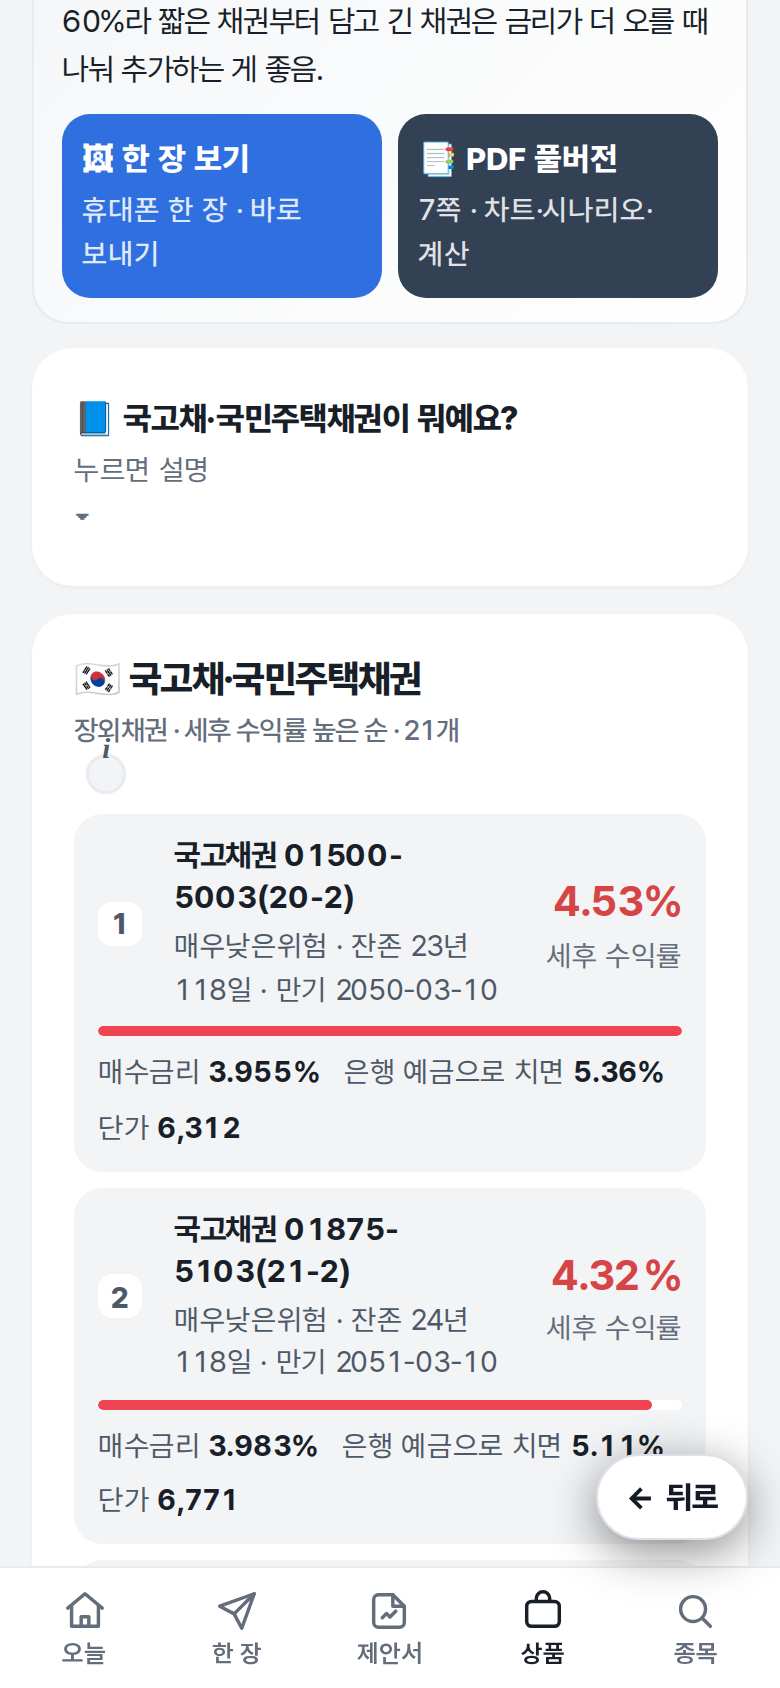 60%라 짧은 채권부터 담고 긴 채권은 금리가 더 오를 때
나눠 추가하는 게 좋음.
한 장 보기
휴대폰 한 장 · 바로
보내기
PDF 풀버전
7쪽 · 차트·시나리오·
계산
국고채·국민주택채권이 뭐예요?
누르면 설명
국고채·국민주택채권
장외채권 · 세후 수익률 높은 순 · 21개
i
국고채권 01500-
5003(20-2)
1
매우낮은위험 · 잔존 23년
118일 · 만기 2050-03-10
4.53%
세후 수익률
매수금리 3.955% 은행 예금으로 치면 5.36%
단가 6,312
국고채권 01875-
5103(21-2)
2
매우낮은위험 · 잔존 24년
118일 · 만기 2051-03-10
4.32%
세후 수익률
매수금리 3.983% 은행 예금으로 치면 5.11%
단가 6,771
← 뒤로
오늘
한 장
제안서
상품
종목